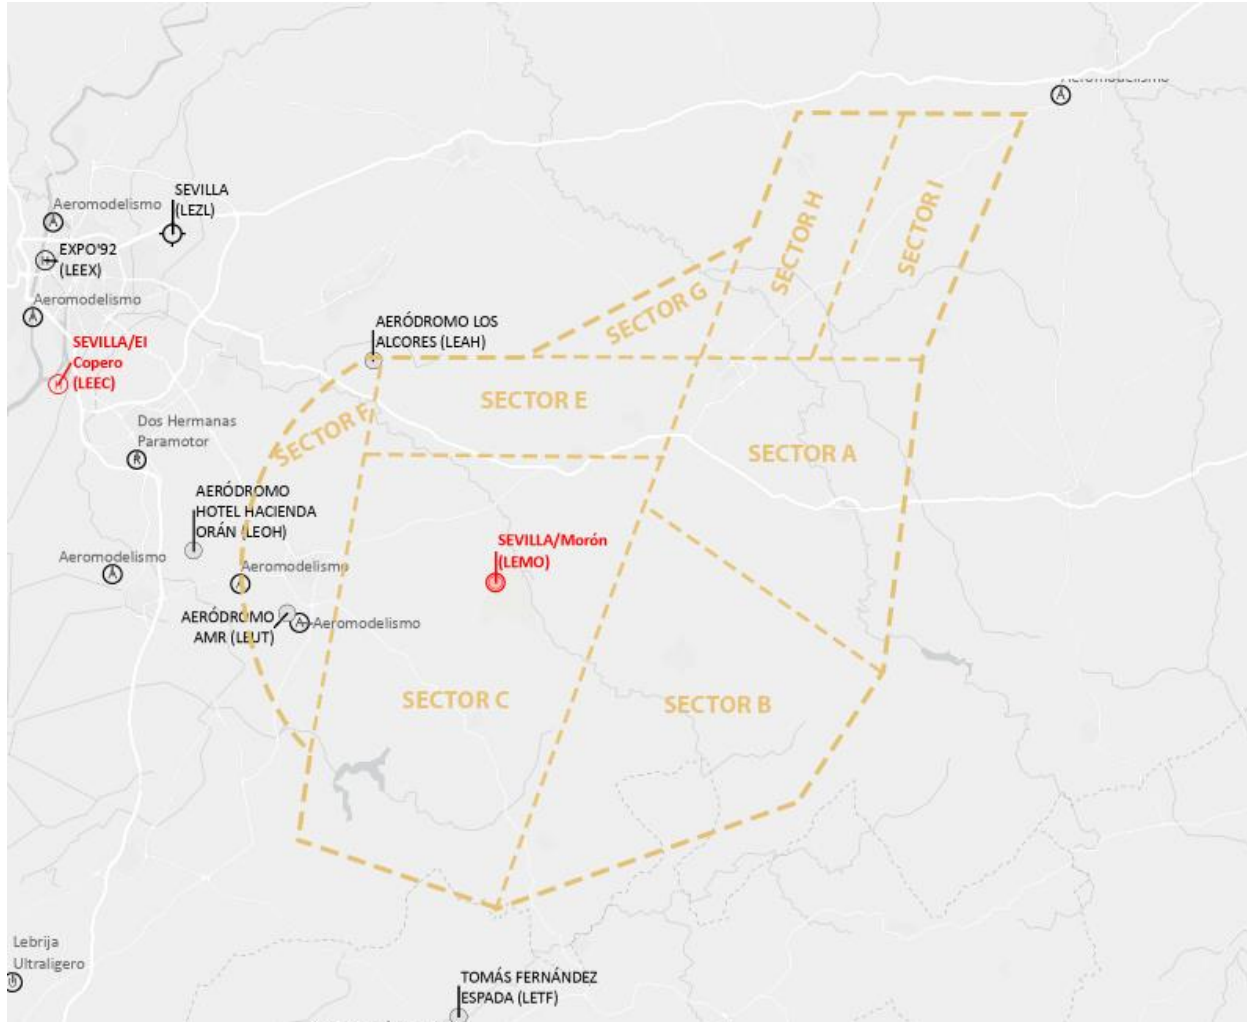 Aeromodelismo
SEVILLA
(LEZL)
Aeromodelismo
EXPO'92
(LEEX)
Aeromodelismo
SEVILLA/El
Copero
(LEEC)
AERÓDROMO LOS
ALCORES (LEAH)
SECTOR H
SECTOR I
SECTOR G
SECTOR E
SECTOR F
SECTOR A
Dos Hermanas
Paramotor
R
AERÓDROMO
HOTEL HACIENDA
ORÁN (LEOH)
SEVILLA/Morón
(LEMO)
Aeromodelismo
Aeromodelismo
AERÓDROMO
AMR (LEUT)
Aeromodelismo
SECTOR C
SECTOR B
Lebrija
Ultraligero
U
TOMÁS FERNÁNDEZ
ESPADA (LETF)